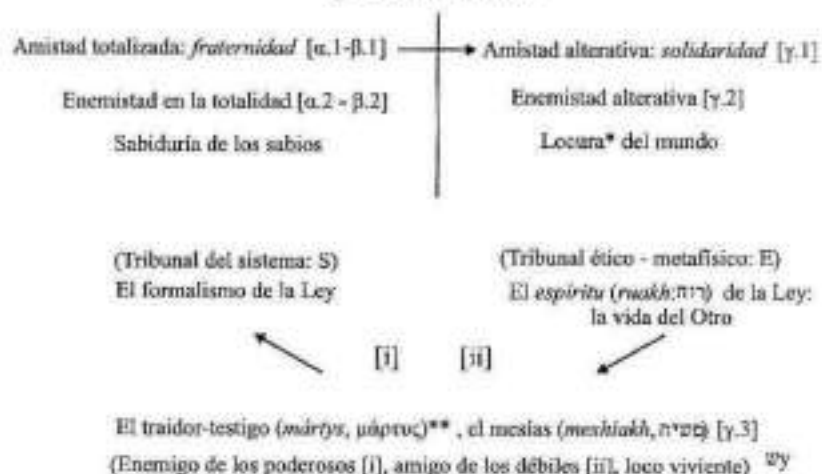 Amistad totalizada: fraternidad [α.1-β.1]
Amistad alterativa: solidaridad [γ.1]
Enemistad en la totalidad [α.2 - β.2]
Enemistad alterativa [γ.2]
Sabiduría de los sabios
Locura* del mundo
(Tribunal del sistema: S)
(Tribunal ético - metafísico: E)
El formalismo de la Ley
El espíritu (ruakh:רוח) de la Ley:
la vida del Otro
[i]
[ii]
El traidor-testigo (mártys, μάρτυς)**, el mesías (meshiakh, משיח) [γ.3]
(Enemigo de los poderosos [i], amigo de los débiles [ii], loco viviente)